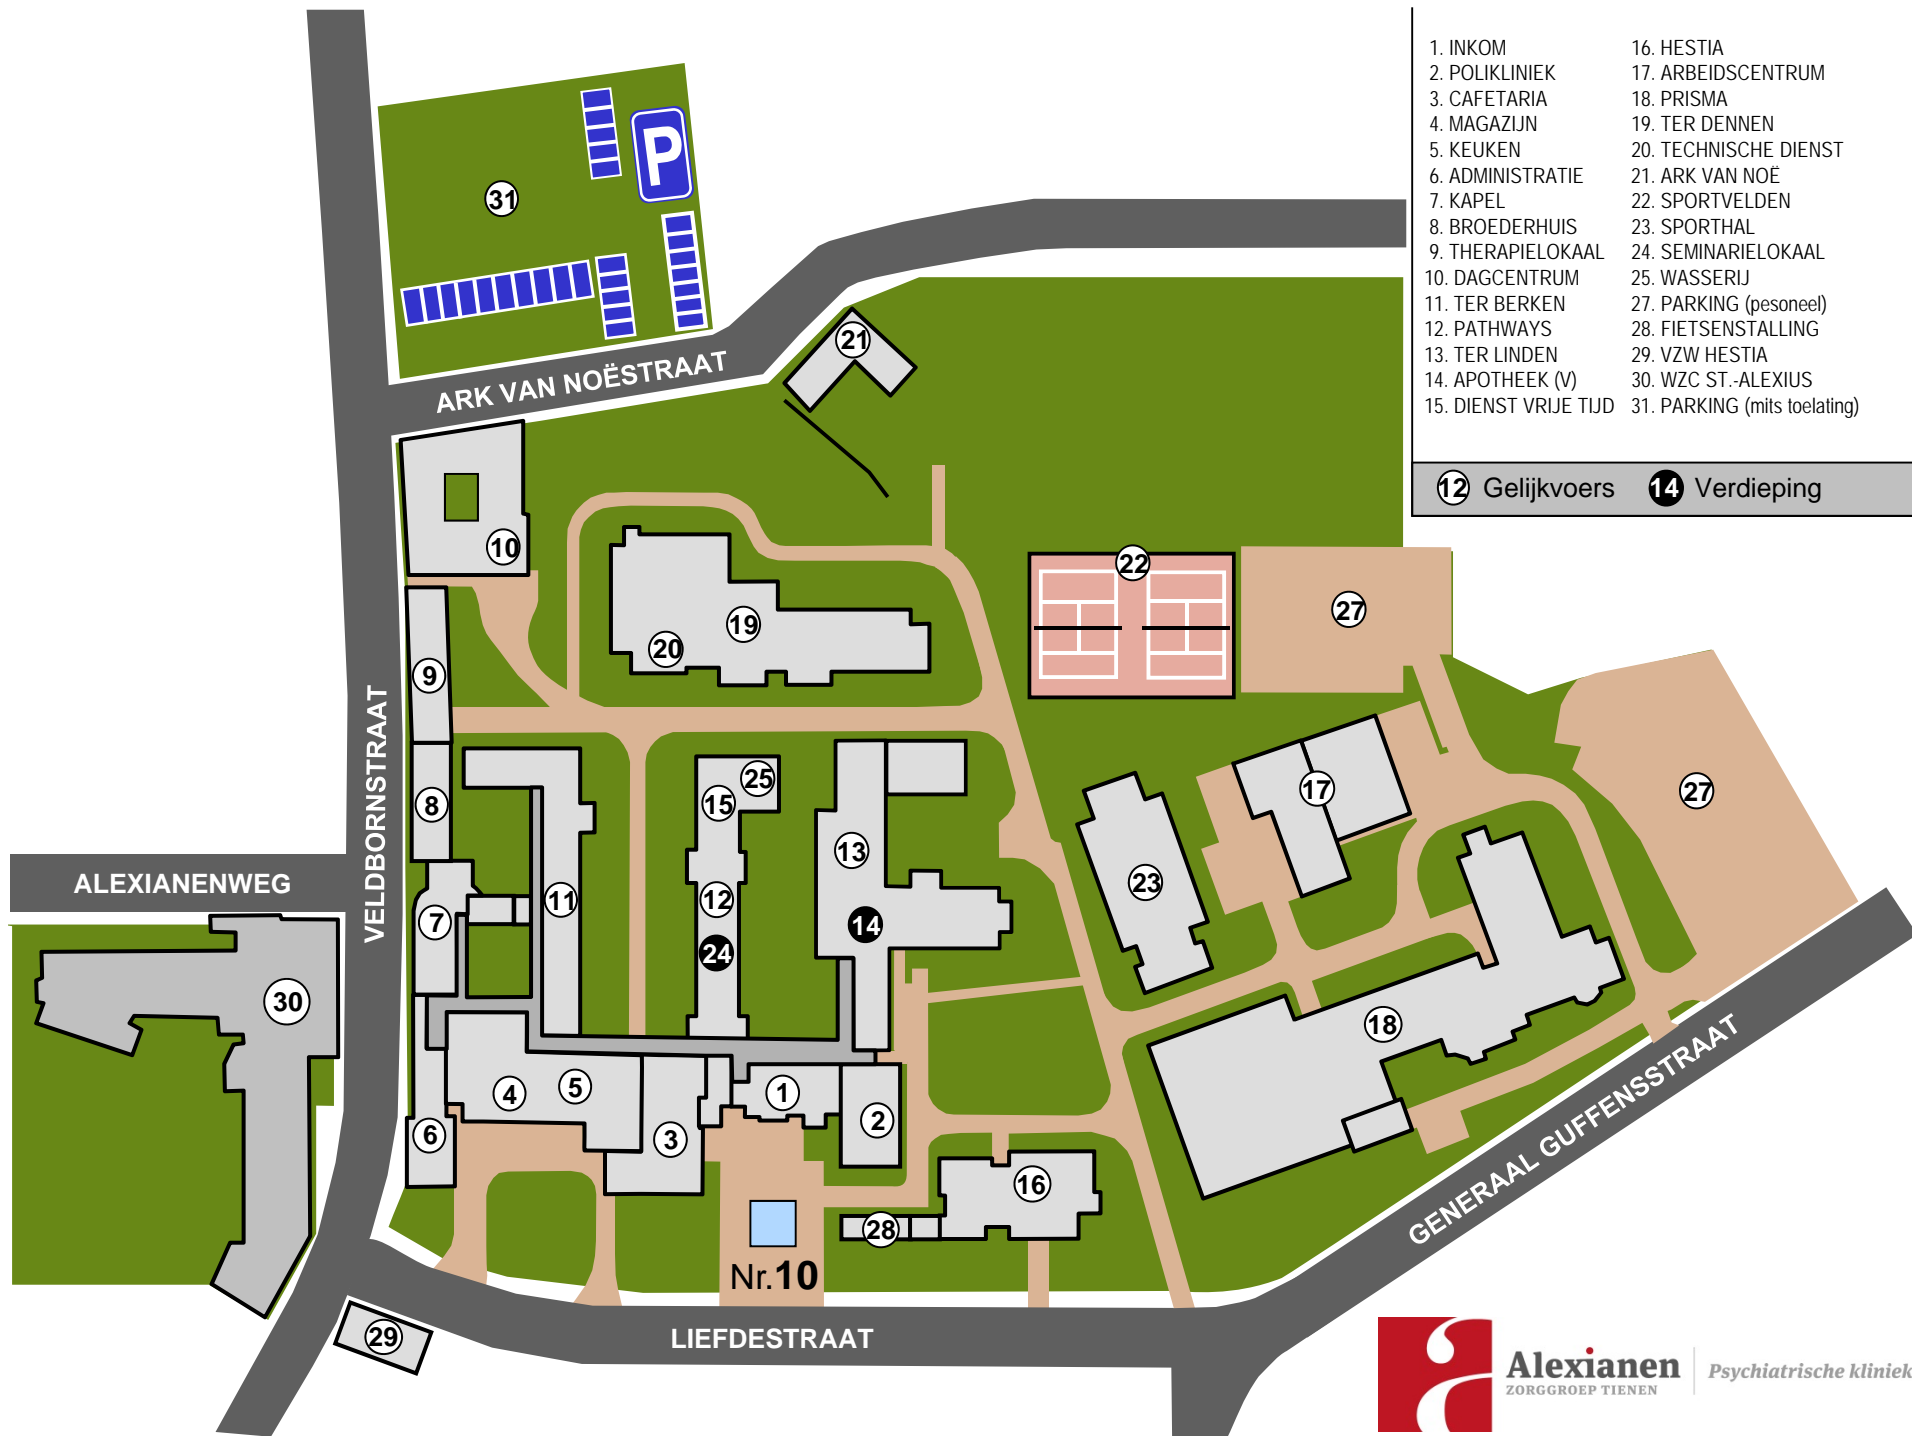 1. INKOM
2. POLIKLINIEK
3. CAFETARIA
4. MAGAZIJN
5. KEUKEN
6. ADMINISTRATIE
7. KAPEL
8. BROEDERHUIS
9. THERAPIELOKAAL
10. DAGCENTRUM
11. TER BERKEN
12. PATHWAYS
13. TER LINDEN
14. APOTHEEK (V)
15. DIENST VRIJE TIJD
16. HESTIA
17. ARBEIDSCENTRUM
18. PRISMA
19. TER DENNEN
20. TECHNISCHE DIENST
21. ARK VAN NOË
22. SPORTVELDEN
23. SPORTHAL
24. SEMINARIELOKAAL
25. WASSERIJ
27. PARKING (pesoneel)
28. FIETSENSTALLING
29. VZW HESTIA
30. WZC ST.-ALEXIUS
31. PARKING (mits toelating)
12 Gelijkvoers 14 Verdieping
P
31
21
ARK VAN NOËSTRAAT
10
22
27
19
20
9
VELDBORNSTRAAT
25
15
17
27
8
13
ALEXIANENWEG
23
11
12
7
14
24
30
18
5
4
1
2
6
3
GENERAAL GUFFENSSTRAAT
16
28
Nr.10
29
LIEFDESTRAAT
a
Alexianen
ZORGGROEP TIENEN
Psychiatrische kliniek